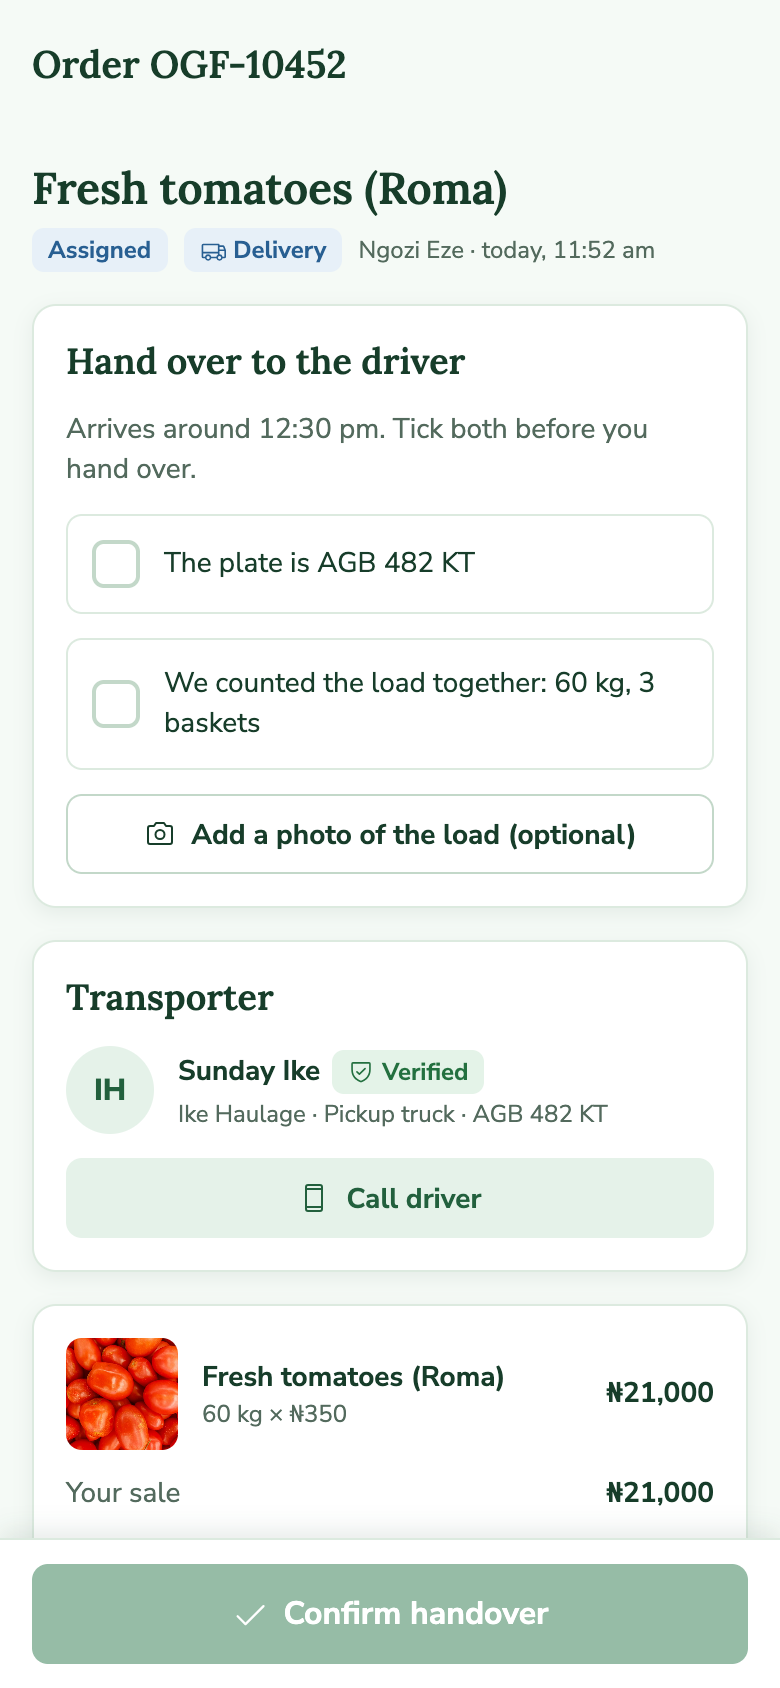 Order OGF-10452
Fresh tomatoes (Roma)
Assigned
Delivery
Ngozi Eze · today, 11:52 am
Hand over to the driver
Arrives around 12:30 pm. Tick both before you
hand over.
The plate is AGB 482 KT
We counted the load together: 60 kg, 3
baskets
Add a photo of the load (optional)
Transporter
IH
Sunday Ike
Verified
Ike Haulage · Pickup truck · AGB 482 KT
Call driver
Fresh tomatoes (Roma)
60 kg × ₦350
₦21,000
Your sale
₦21,000
Confirm handover